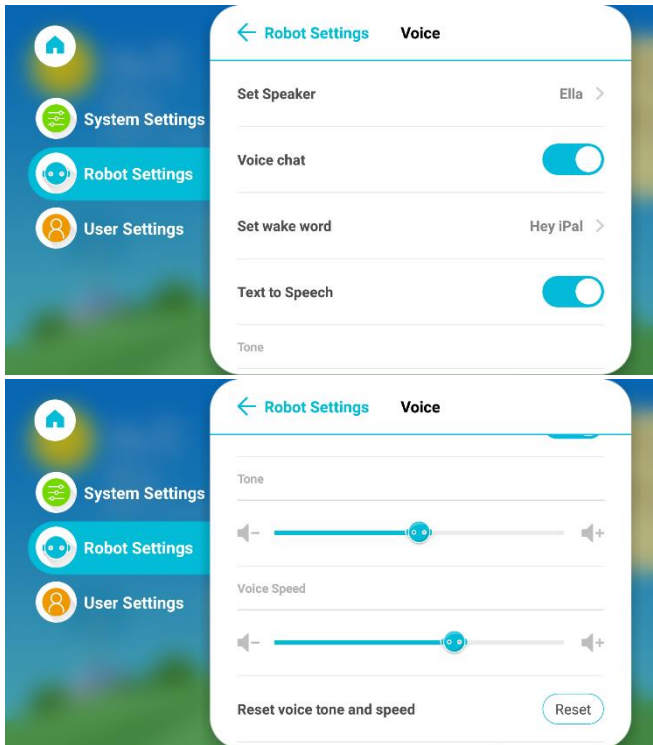 Robot Settings Voice
Set Speaker Ella
System Settings
Voice chat
Robot Settings
User Settings
Set wake word Hey iPal
Text to Speech
Tone
Robot Settings Voice
Tone
System Settings
Robot Settings
Voice Speed
User Settings
Reset voice tone and speed Reset